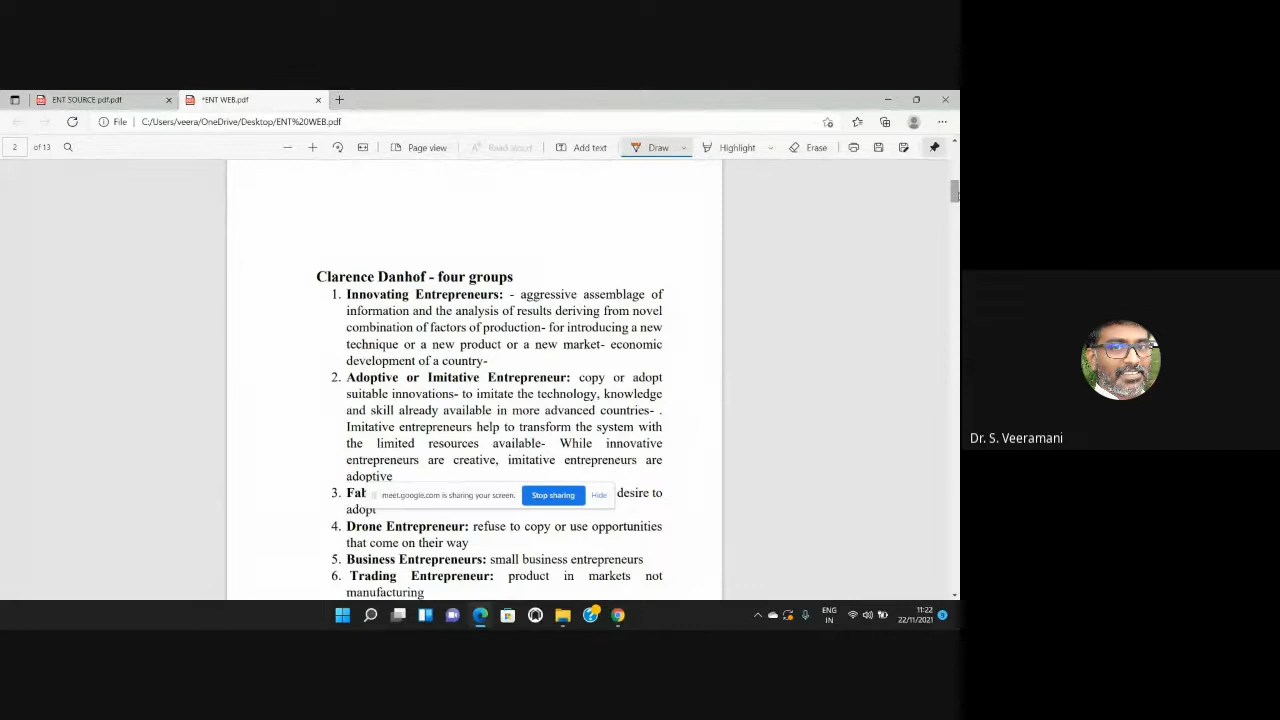 ENT SOURCE pdf.pdf
*ENT WEB.pdf
File C:/Users/veera/OneDrive/Desktop/ENT%20WEB.pdf
2 of 13 Page view Read aloud Add text Draw Highlight Erase
Clarence Danhof - four groups
1. Innovating Entrepreneurs: - aggressive assemblage of
information and the analysis of results deriving from novel
combination of factors of production- for introducing a new
technique or a new product or a new market- economic
development of a country-
2. Adoptive or Imitative Entrepreneur: copy or adopt
suitable innovations- to imitate the technology, knowledge
and skill already available in more advanced countries- .
Imitative entrepreneurs help to transform the system with
the limited resources available- While innovative
entrepreneurs are creative, imitative entrepreneurs are
adoptive
3. desire to
adopt
meet.google.com is sharing your screen. Stop sharing Hide
4. Drone Entrepreneur: refuse to copy or use opportunities
that come on their way
5. Business Entrepreneurs: small business entrepreneurs
6. Trading Entrepreneur: product in markets not
manufacturing
ENG
IN
11:22
22/11/2021
Dr. S. Veeramani